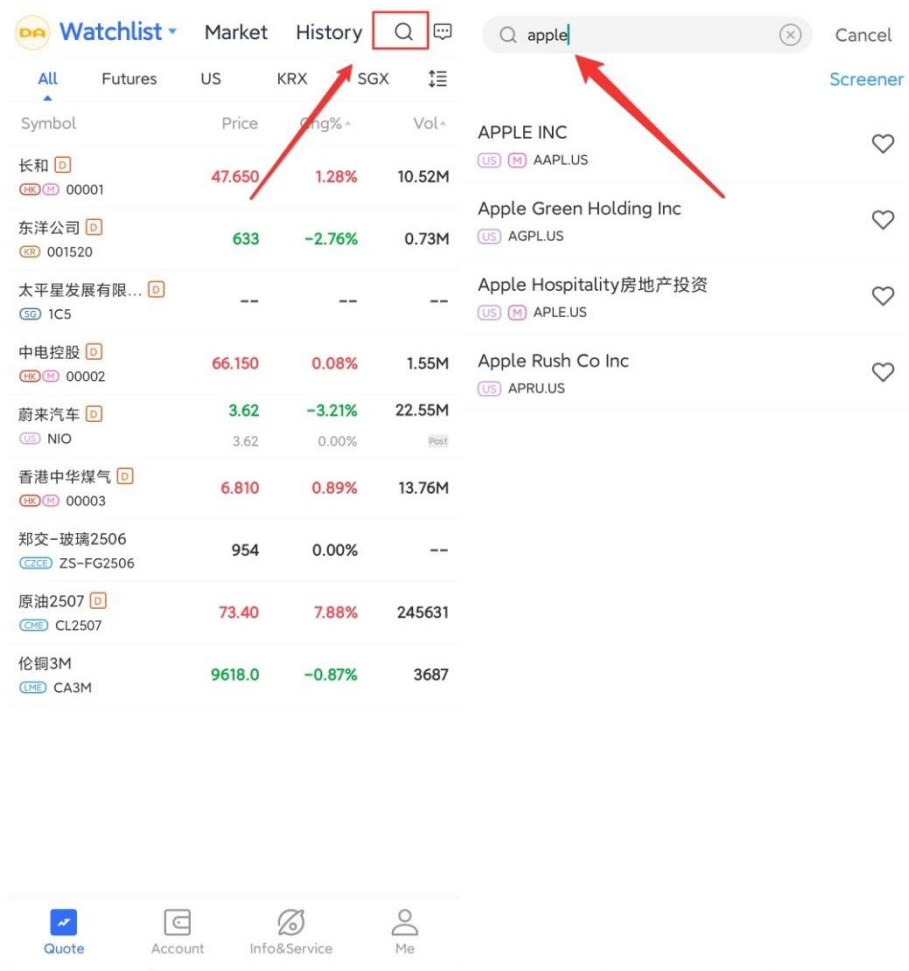 DA Watchlist Market History
All Futures US KRX SGX
Symbol Price Chg% Vol
长和 D
HK M 00001
47.650 1.28% 10.52M
东洋公司 D
KR 001520
633 -2.76% 0.73M
太平星发展有限... D
SG 1C5
-- -- --
中电控股 D
HK M 00002
66.150 0.08% 1.55M
蔚来汽车 D
US NIO
3.62 -3.21% 22.55M
3.62 0.00% Post
香港中华煤气 D
HK M 00003
6.810 0.89% 13.76M
郑交-玻璃2506
CZCE ZS-FG2506
954 0.00% --
原油2507 D
CME CL2507
73.40 7.88% 245631
伦铜3M
LME CA3M
9618.0 -0.87% 3687
Quote Account Info&Service Me
apple Cancel
Screener
APPLE INC
US M AAPL.US
Apple Green Holding Inc
US AGPL.US
Apple Hospitality房地产投资
US M APLE.US
Apple Rush Co Inc
US APRU.US